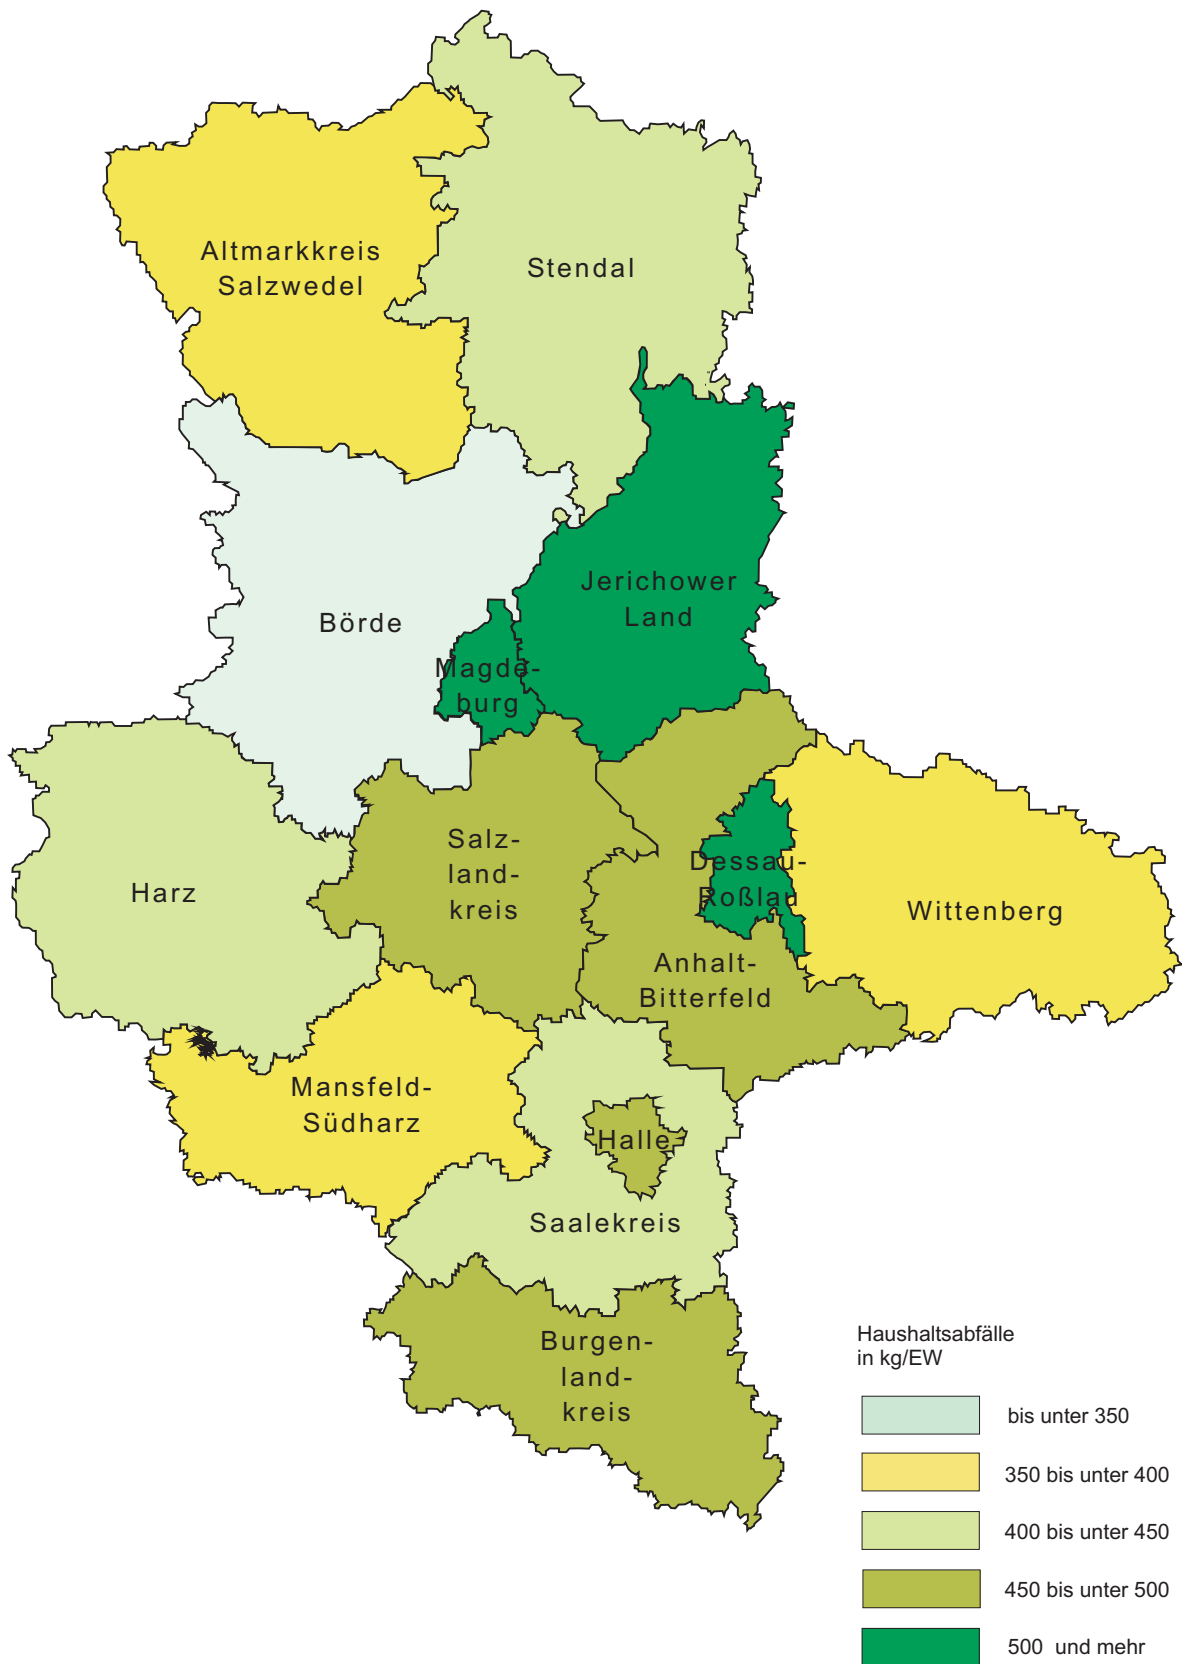 Altmarkkreis
Salzwedel
Stendal
Jerichower
Land
Börde
Magde-
burg
Salz-
land-
kreis
Dessau-
Roßlau
Harz
Wittenberg
Anhalt-
Bitterfeld
Mansfeld-
Südharz
Halle
Saalekreis
Burgen-
land-
kreis
Haushaltsabfälle
in kg/EW
bis unter 350
350 bis unter 400
400 bis unter 450
450 bis unter 500
500 und mehr